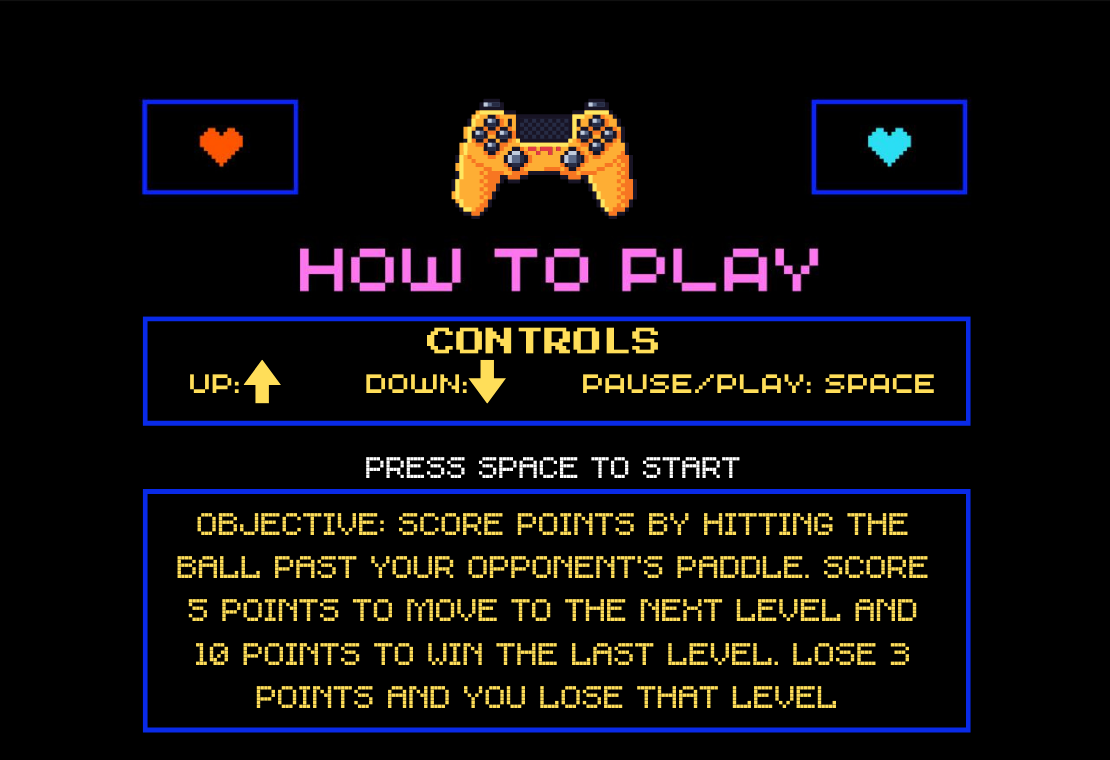 HOW TO PLAY
CONTROLS
UP: DOWN: PAUSE/PLAY: SPACE
PRESS SPACE TO START
OBJECTIVE: SCORE POINTS BY HITTING THE
BALL PAST YOUR OPPONENT'S PADDLE. SCORE
5 POINTS TO MOVE TO THE NEXT LEVEL AND
10 POINTS TO WIN THE LAST LEVEL. LOSE 3
POINTS AND YOU LOSE THAT LEVEL